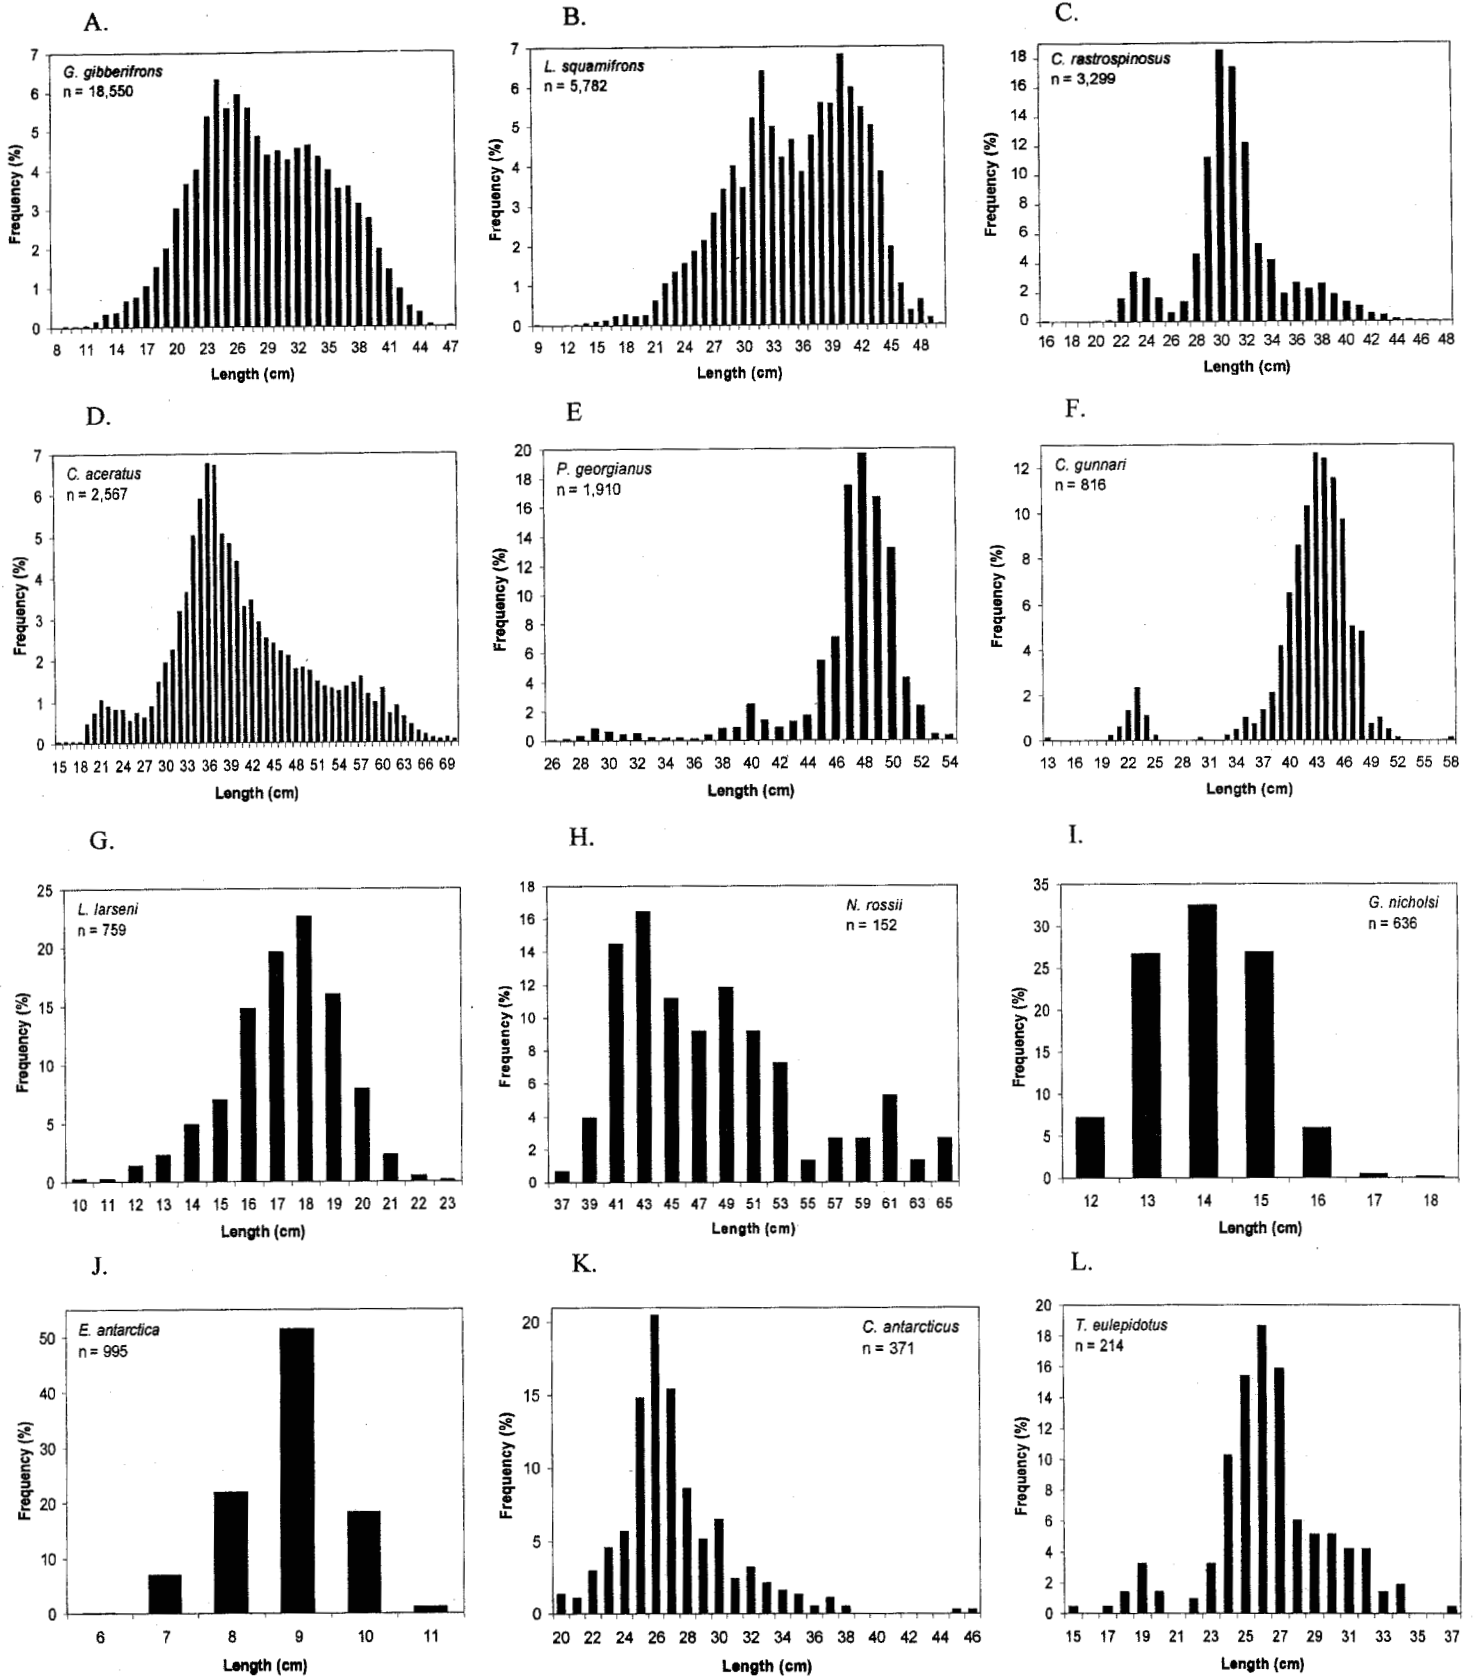 A.
G. gibberifrons
n = 18,550
Frequency (%)
7
6
5
4
3
2
1
0
8 11 14 17 20 23 26 29 32 35 38 41 44 47
Length (cm)
B.
L. squamifrons
n = 5,782
Frequency (%)
7
6
5
4
3
2
1
0
9 12 15 18 21 24 27 30 33 36 39 42 45 48
Length (cm)
C.
C. rastrospinosus
n = 3,299
Frequency (%)
18
16
14
12
10
8
6
4
2
0
16 18 20 22 24 26 28 30 32 34 36 38 40 42 44 46 48
Length (cm)
D.
C. aceratus
n = 2,567
Frequency (%)
7
6
5
4
3
2
1
0
15 18 21 24 27 30 33 36 39 42 45 48 51 54 57 60 63 66 69
Length (cm)
E
P. georgianus
n = 1,910
Frequency (%)
20
18
16
14
12
10
8
6
4
2
0
26 28 30 32 34 36 38 40 42 44 46 48 50 52 54
Length (cm)
F.
C. gunnari
n = 816
Frequency (%)
12
10
8
6
4
2
0
13 16 19 22 25 28 31 34 37 40 43 46 49 52 55 58
Length (cm)
G.
L. larseni
n = 759
Frequency (%)
25
20
15
10
5
0
10 11 12 13 14 15 16 17 18 19 20 21 22 23
Length (cm)
H.
N. rossii
n = 152
Frequency (%)
18
16
14
12
10
8
6
4
2
0
37 39 41 43 45 47 49 51 53 55 57 59 61 63 65
Length (cm)
I.
G. nicholsi
n = 636
Frequency (%)
35
30
25
20
15
10
5
0
12 13 14 15 16 17 18
Length (cm)
J.
E. antarctica
n = 995
Frequency (%)
50
40
30
20
10
0
6 7 8 9 10 11
Length (cm)
K.
C. antarcticus
n = 371
Frequency (%)
20
15
10
5
0
20 22 24 26 28 30 32 34 36 38 40 42 44 46
Length (cm)
L.
T. eulepidotus
n = 214
Frequency (%)
20
18
16
14
12
10
8
6
4
2
0
15 17 19 21 23 25 27 29 31 33 35 37
Length (cm)